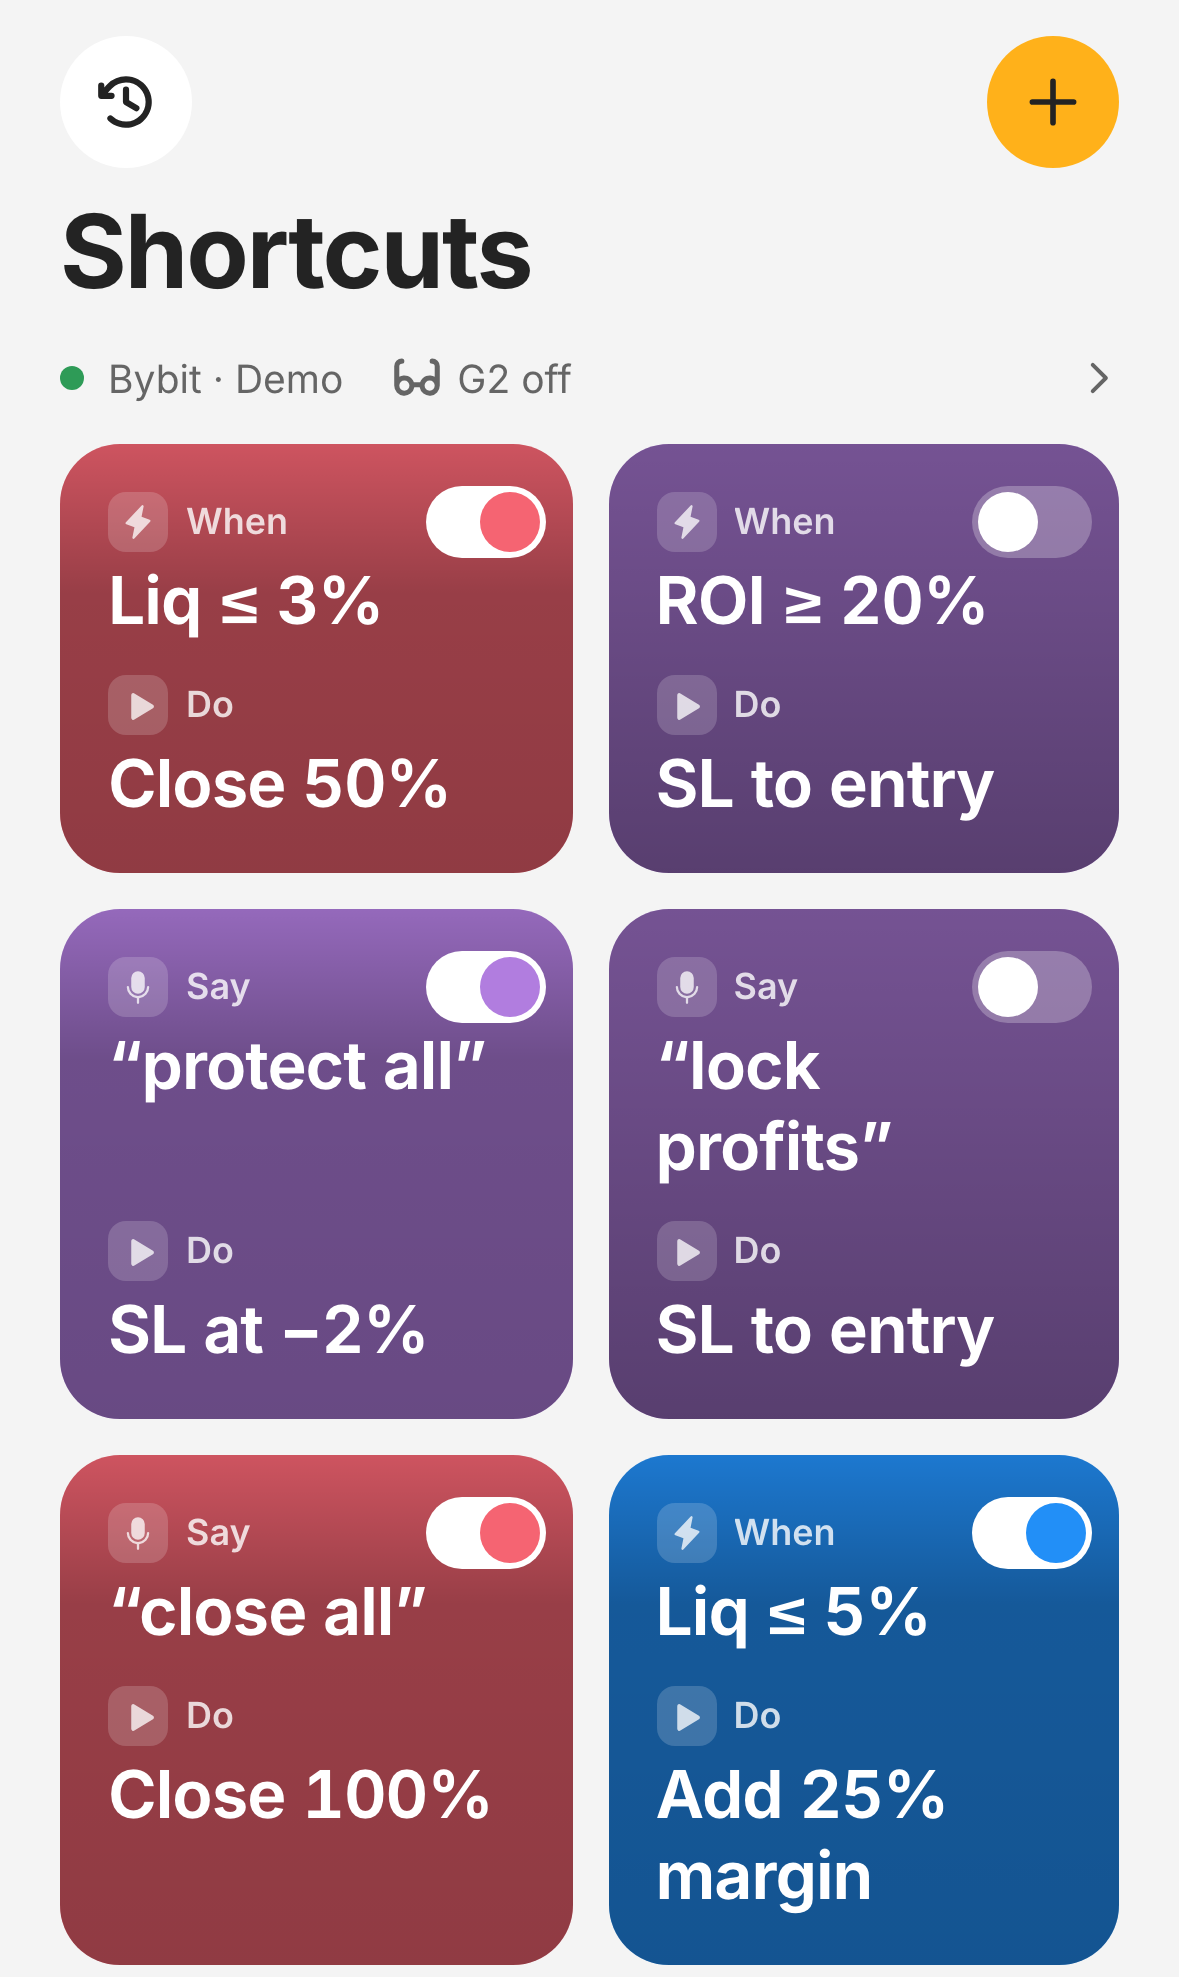 Shortcuts
Bybit · Demo G2 off
When
Liq ≤ 3%
Do
Close 50%
When
ROI ≥ 20%
Do
SL to entry
Say
“protect all”
Do
SL at −2%
Say
“lock
profits”
Do
SL to entry
Say
“close all”
Do
Close 100%
When
Liq ≤ 5%
Do
Add 25%
margin